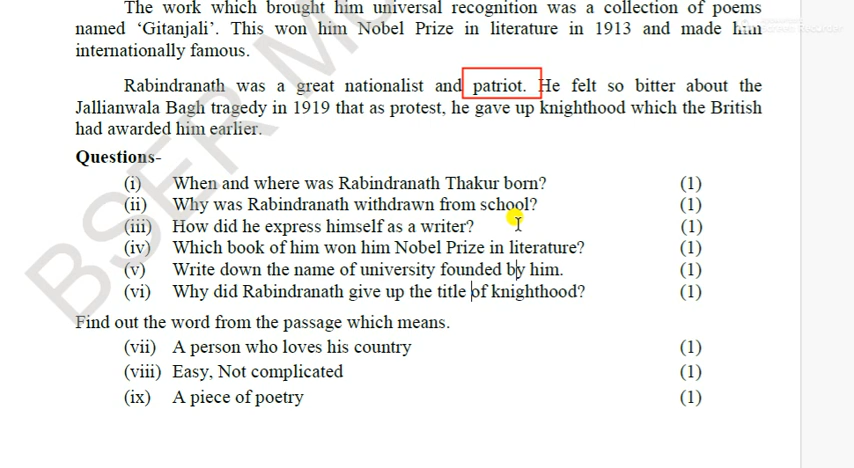 The work which brought him universal recognition was a collection of poems
named ‘Gitanjali’. This won him Nobel Prize in literature in 1913 and made him
internationally famous.
Rabindranath was a great nationalist and patriot. He felt so bitter about the
Jallianwala Bagh tragedy in 1919 that as protest, he gave up knighthood which the British
had awarded him earlier.
Questions-
(i) When and where was Rabindranath Thakur born? (1)
(ii) Why was Rabindranath withdrawn from school? (1)
(iii) How did he express himself as a writer? (1)
(iv) Which book of him won him Nobel Prize in literature? (1)
(v) Write down the name of university founded by him. (1)
(vi) Why did Rabindranath give up the title of knighthood? (1)
Find out the word from the passage which means.
(vii) A person who loves his country (1)
(viii) Easy, Not complicated (1)
(ix) A piece of poetry (1)
BSER